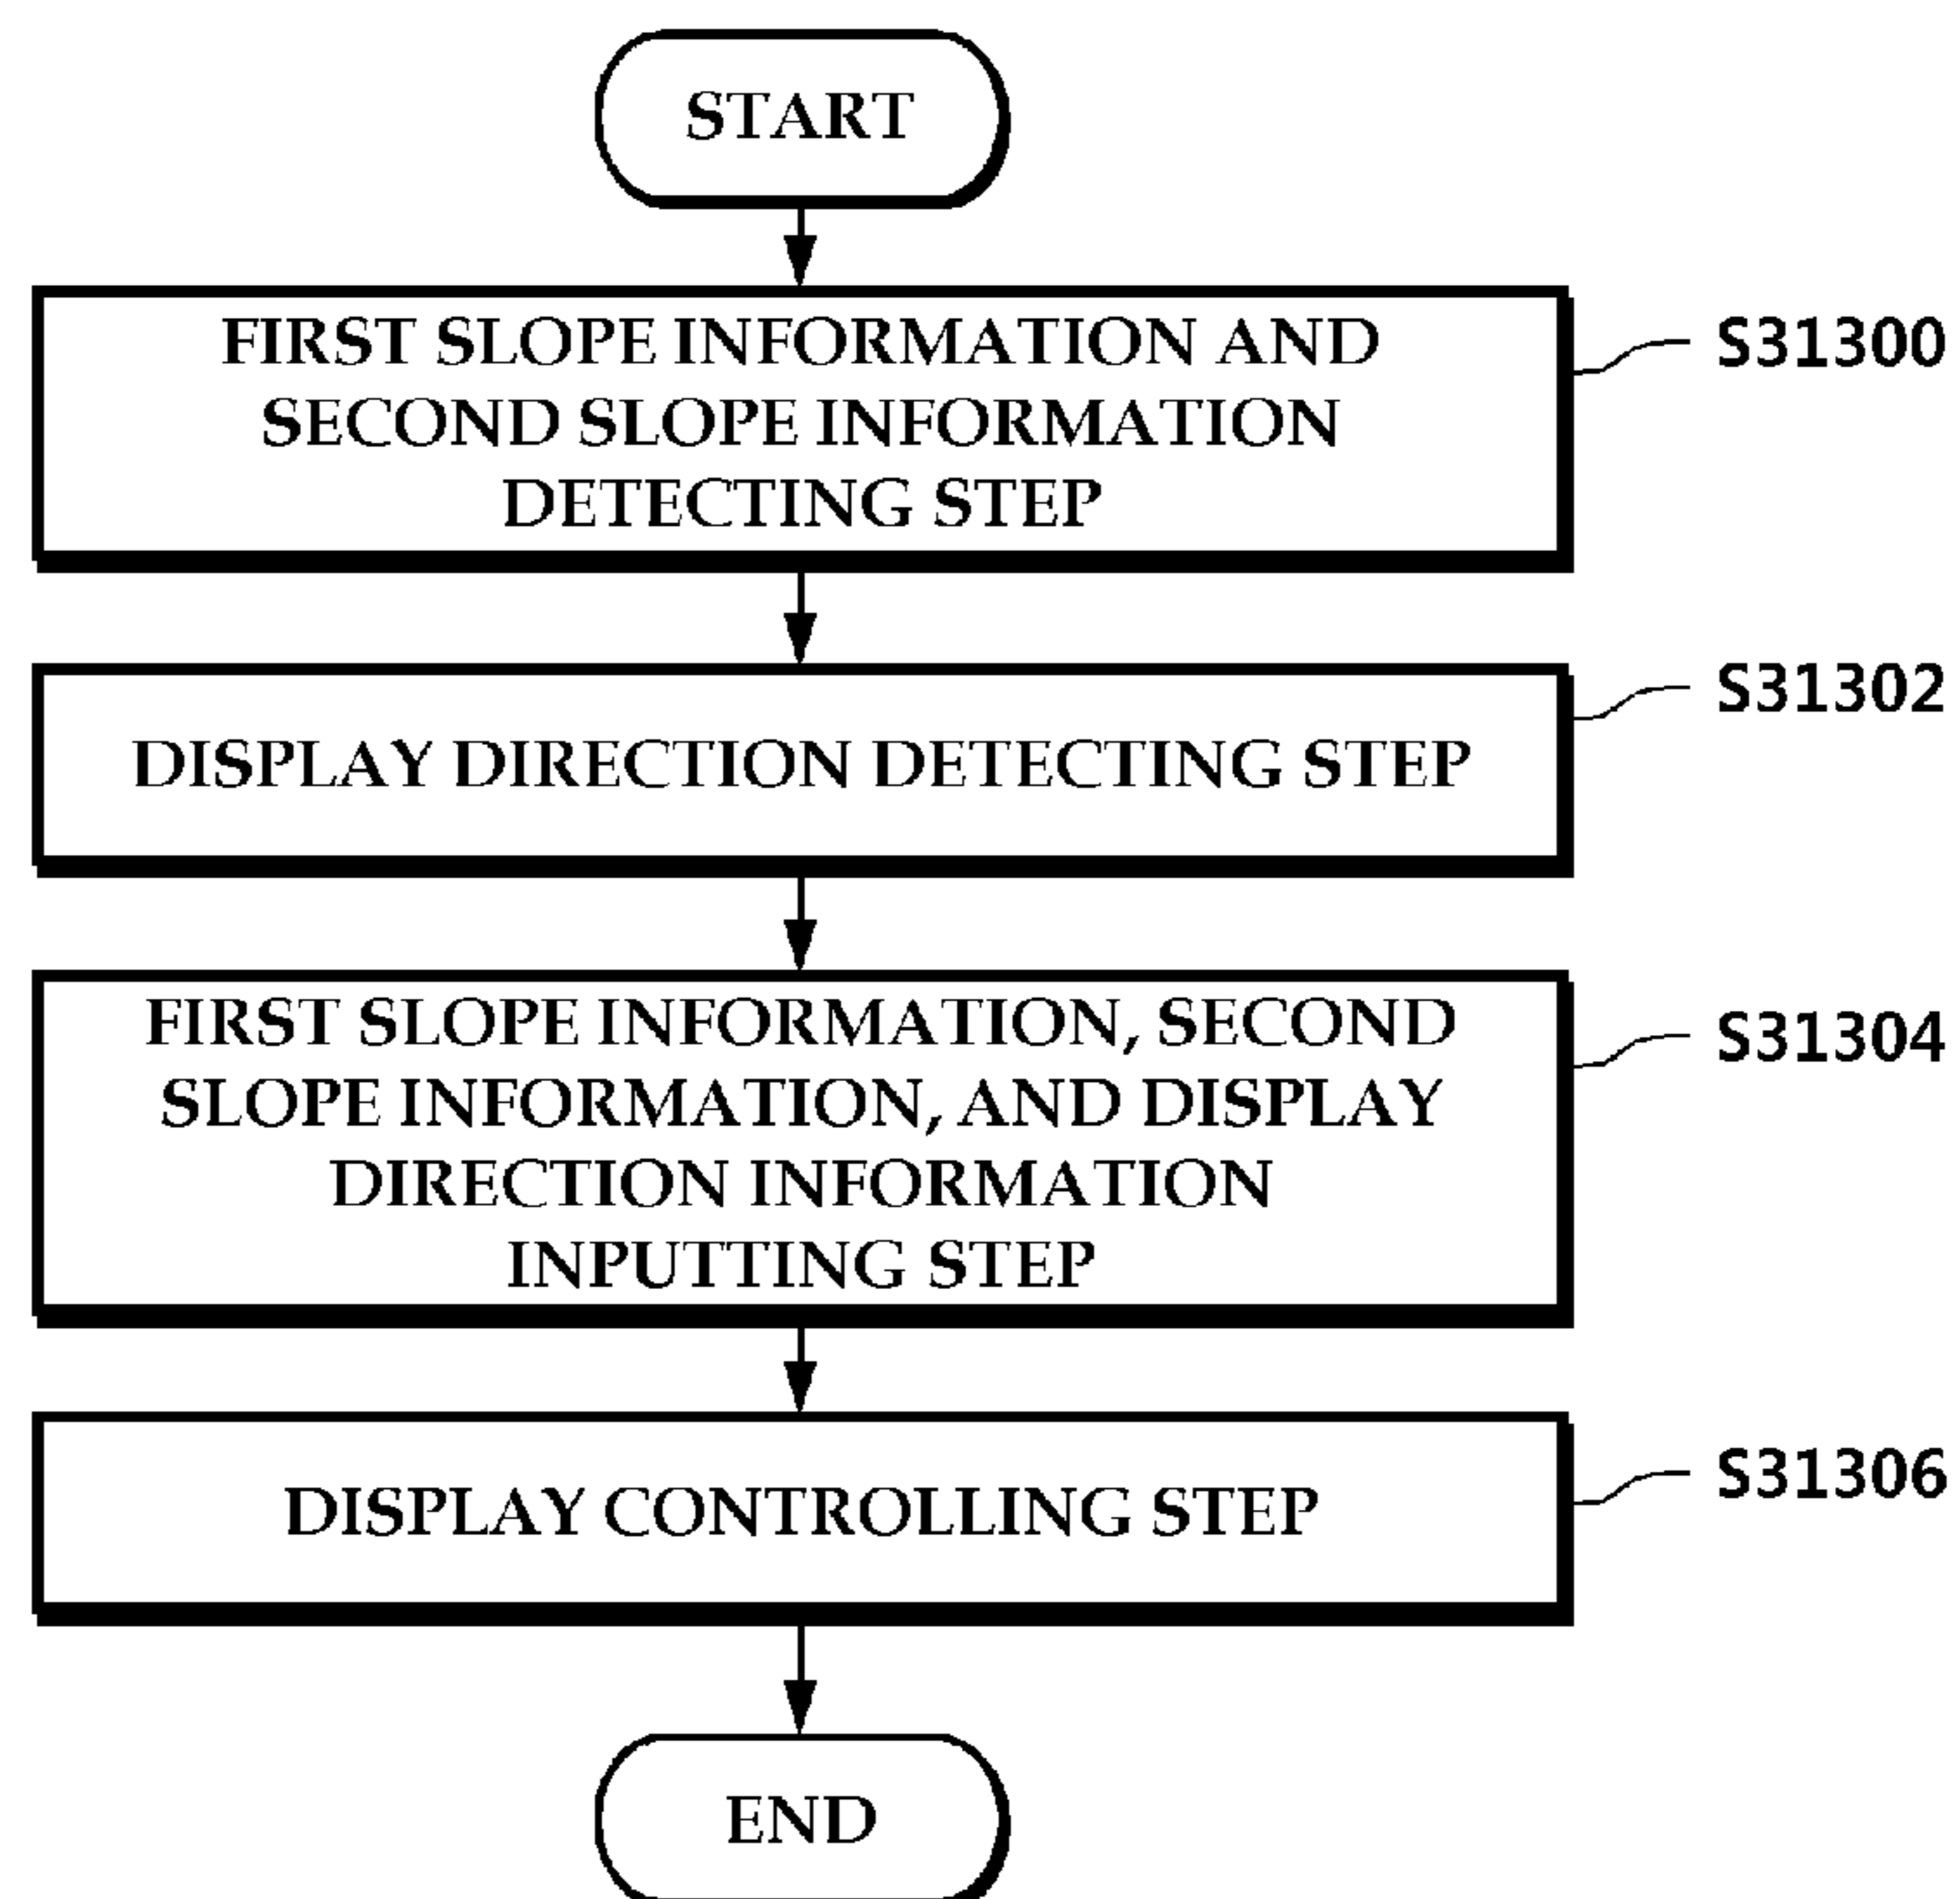 START
FIRST SLOPE INFORMATION AND
SECOND SLOPE INFORMATION
DETECTING STEP
S31300
DISPLAY DIRECTION DETECTING STEP
S31302
FIRST SLOPE INFORMATION, SECOND
SLOPE INFORMATION, AND DISPLAY
DIRECTION INFORMATION
INPUTTING STEP
S31304
DISPLAY CONTROLLING STEP
S31306
END